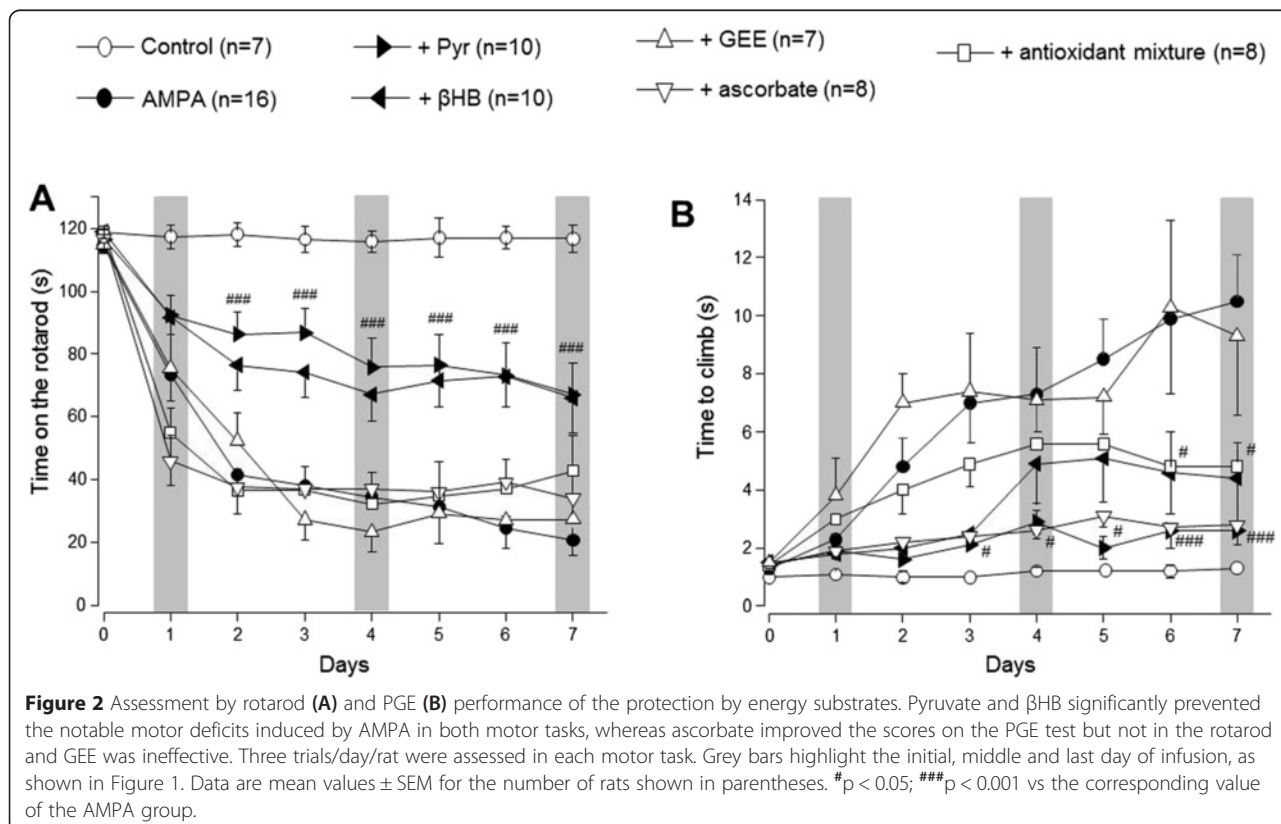 Control (n=7)
+ Pyr (n=10)
+ GEE (n=7)
+ antioxidant mixture (n=8)
AMPA (n=16)
+ βHB (n=10)
+ ascorbate (n=8)
A
Time on the rotarod (s)
120
100
80
60
40
20
0
###
###
###
###
###
###
0 1 2 3 4 5 6 7
Days
B
Time to climb (s)
14
12
10
8
6
4
2
0
#
#
#
#
#
###
###
0 1 2 3 4 5 6 7
Days
Figure 2 Assessment by rotarod (A) and PGE (B) performance of the protection by energy substrates. Pyruvate and βHB significantly prevented
the notable motor deficits induced by AMPA in both motor tasks, whereas ascorbate improved the scores on the PGE test but not in the rotarod
and GEE was ineffective. Three trials/day/rat were assessed in each motor task. Grey bars highlight the initial, middle and last day of infusion, as
shown in Figure 1. Data are mean values ± SEM for the number of rats shown in parentheses. #p < 0.05; ###p < 0.001 vs the corresponding value
of the AMPA group.